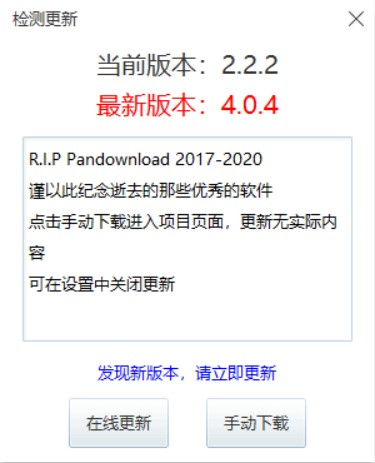 检测更新
当前版本：2.2.2
最新版本：4.0.4
R.I.P Pandownload 2017-2020
谨以此纪念逝去的那些优秀的软件
点击手动下载进入项目页面，更新无实际内
容
可在设置中关闭更新
发现新版本，请立即更新
在线更新
手动下载